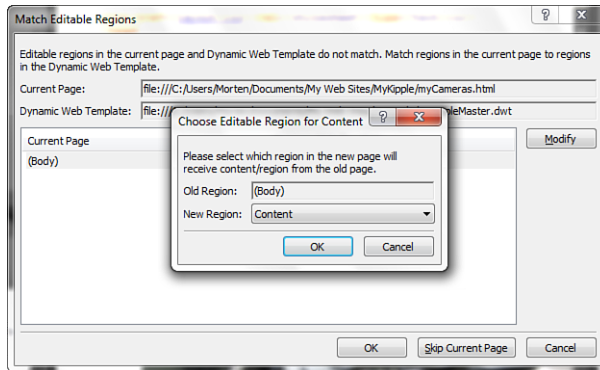 Match Editable Regions
Editable regions in the current page and Dynamic Web Template do not match. Match regions in the current page to regions
in the Dynamic Web Template.
Current Page: file:///C:/Users/Morten/Documents/My Web Sites/MyKipple/myCameras.html
Dynamic Web Template: file:/// pleMaster.dwt
Choose Editable Region for Content
Current Page
Modify
(Body)
Please select which region in the new page will
receive content/region from the old page.
Old Region: (Body)
New Region: Content
OK Cancel
OK Skip Current Page Cancel